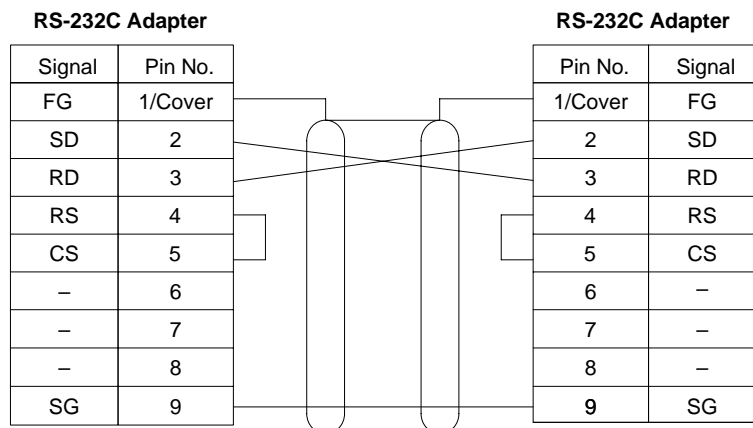 RS-232C Adapter RS-232C Adapter
Signal Pin No. Pin No. Signal
FG 1/Cover 1/Cover FG
SD 2 2 SD
RD 3 3 RD
RS 4 4 RS
CS 5 5 CS
– 6 6 –
– 7 7 –
– 8 8 –
SG 9 9 SG